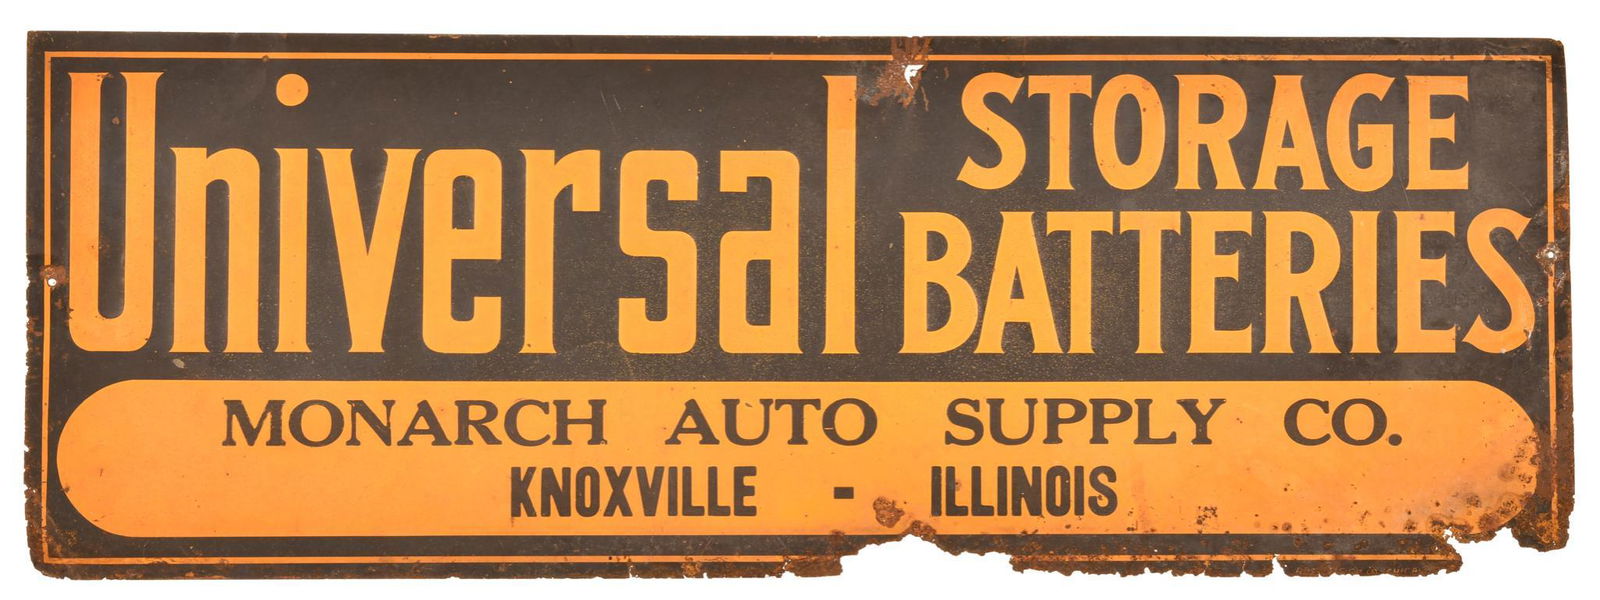 Universal STORAGE BATTERIES
MONARCH AUTO SUPPLY CO.
KNOXVILLE - ILLINOIS